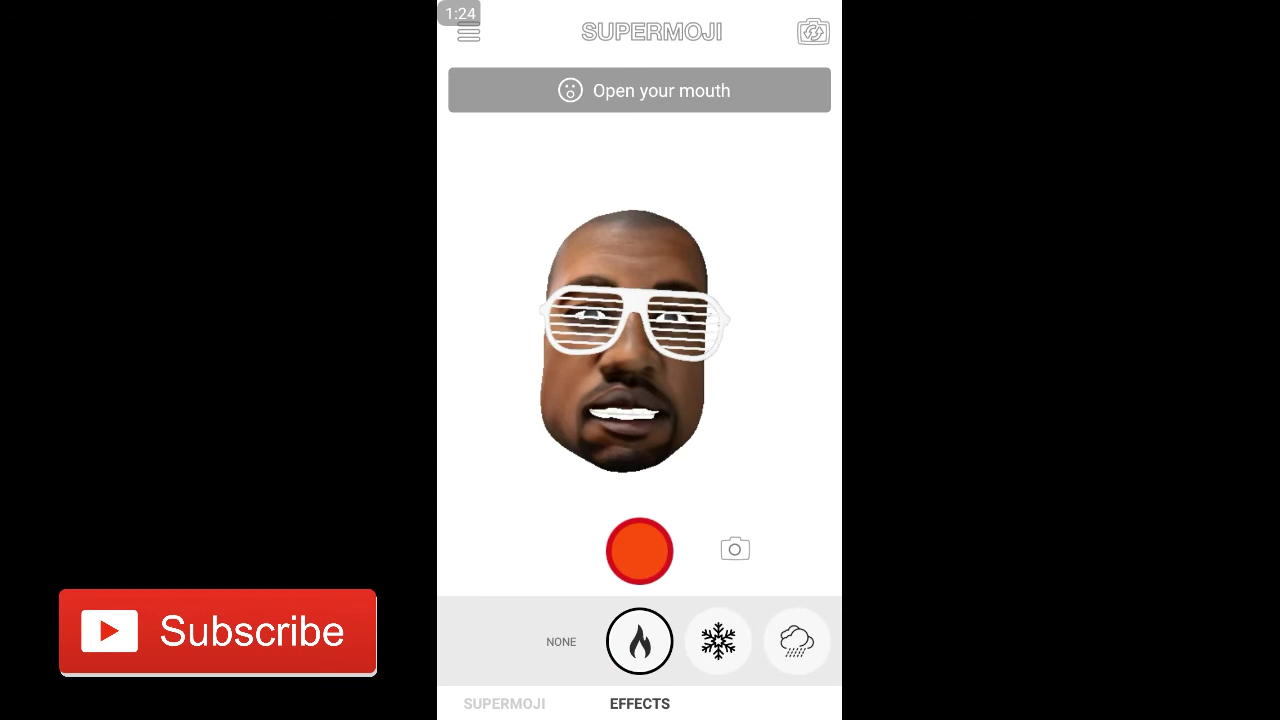 1:24
SUPERMOJI
Open your mouth
Subscribe
NONE
SUPERMOJI
EFFECTS